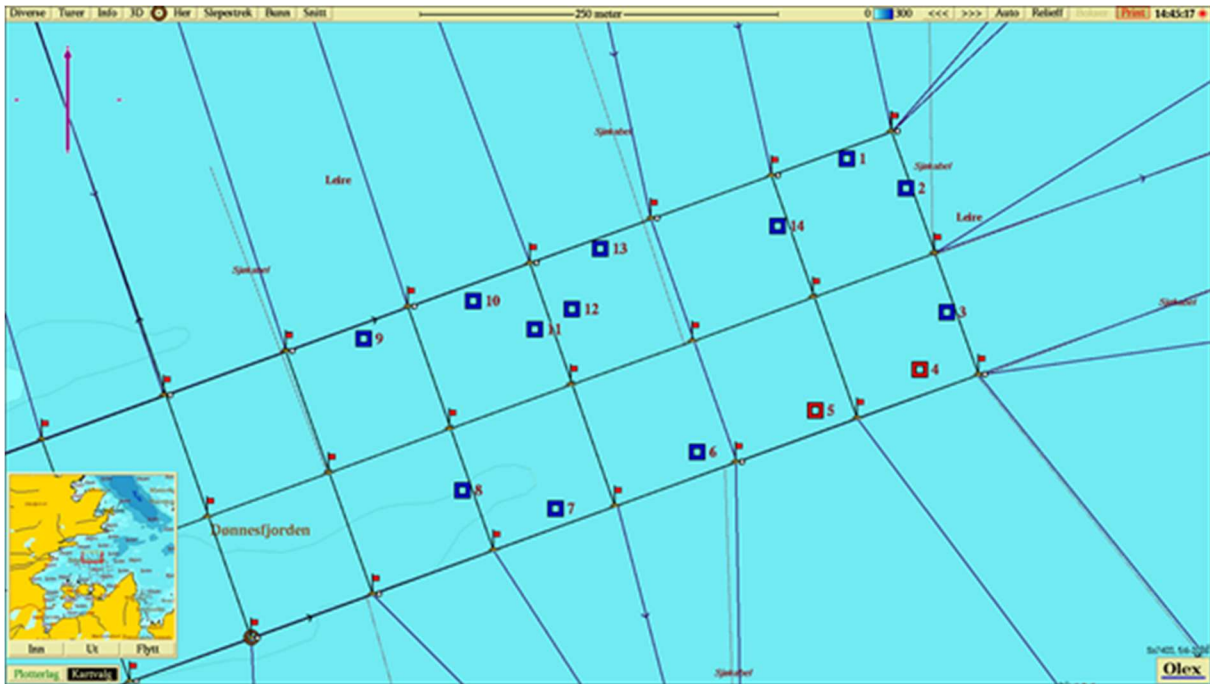 Diverse Turer Info 3D Her Slepestrek Bunn Snitt 250 meter 0 300 <<< >>> Auto Relieff Print 14:45:17
Sjøkabel
1
Sjøkabel
Leire
2
Leire
14
13
Sjøkabel
10
12
Sjøkabel
3
11
9
4
5
6
8
7
Dønnesfjorden
Inn Ut Flytt
Sjøkabel
Plotterlag Kartvalg
Olex